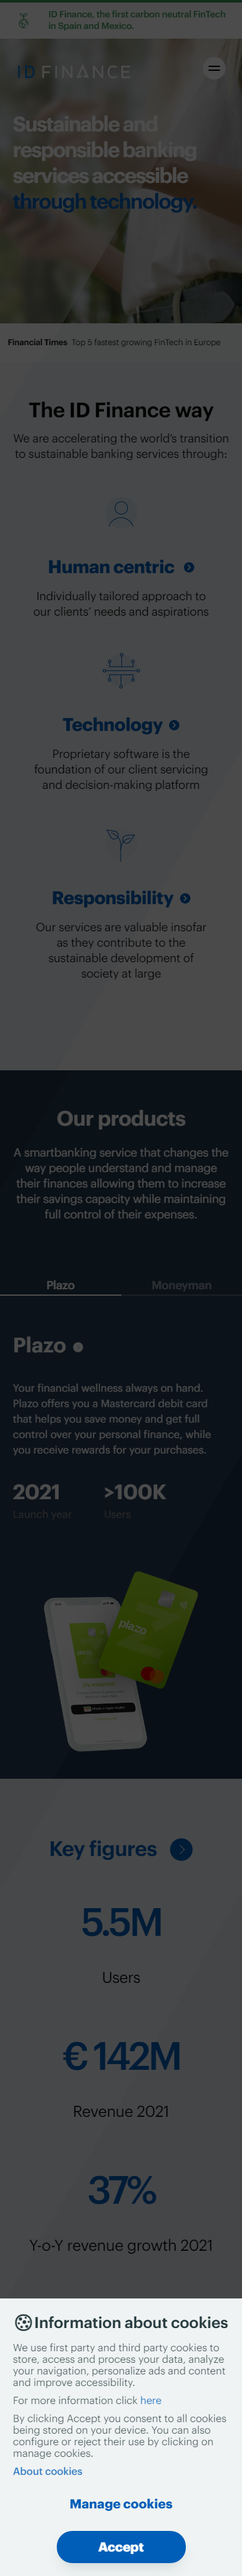 ID Finance, the first carbon neutral FinTech
in Spain and Mexico.
ID FINANCE
Sustainable and
responsible banking
services accessible
through technology.
Financial Times Top 5 fastest growing FinTech in Europe
The ID Finance way
We are accelerating the world's transition
to sustainable banking services through:
Human centric
Individually tailored approach to
our clients' needs and aspirations
Technology
Proprietary software is the
foundation of our client servicing
and decision-making platform
Responsibility
Our services are valuable insofar
as they contribute to the
sustainable development of
society at large
Our products
A smartbanking service that changes the
way people understand and manage
their finances allowing them to increase
their savings capacity while maintaining
full control of their expenses.
Plazo Moneyman
Plazo
Your financial wellness always on hand.
Plazo offers you a Mastercard debit card
that helps you save money and get full
control over your personal finance, while
you receive rewards for your purchases.
2021 >100K
Launch year Users
plazo
Key figures
5.5M
Users
€ 142M
Revenue 2021
37%
Y-o-Y revenue growth 2021
Information about cookies
We use first party and third party cookies to
store, access and process your data, analyze
your navigation, personalize ads and content
and improve accessibility.
For more information click here
By clicking Accept you consent to all cookies
being stored on your device. You can also
configure or reject their use by clicking on
manage cookies.
About cookies
Manage cookies
Accept